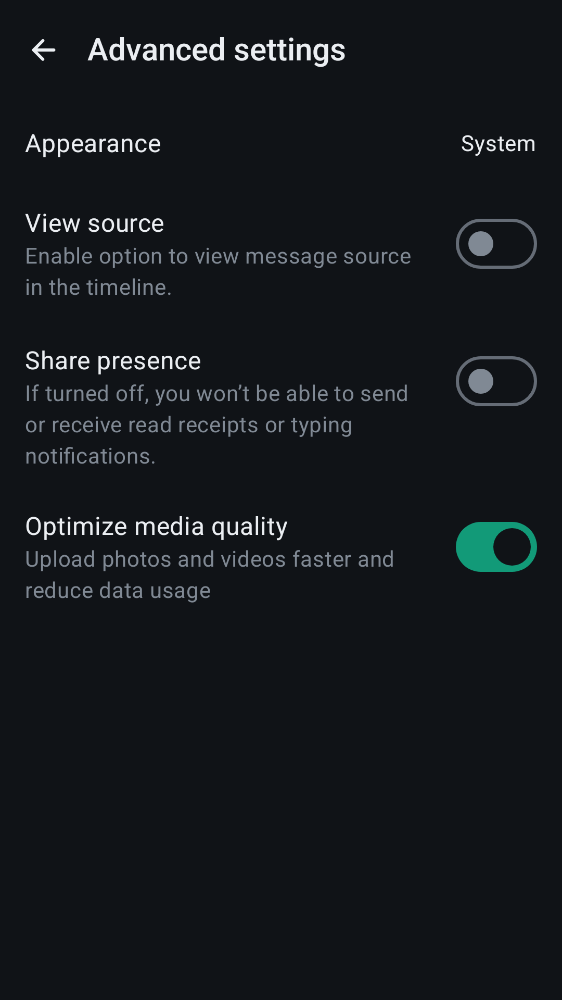 Advanced settings
Appearance
System
View source
Enable option to view message source
in the timeline.
Share presence
If turned off, you won’t be able to send
or receive read receipts or typing
notifications.
Optimize media quality
Upload photos and videos faster and
reduce data usage